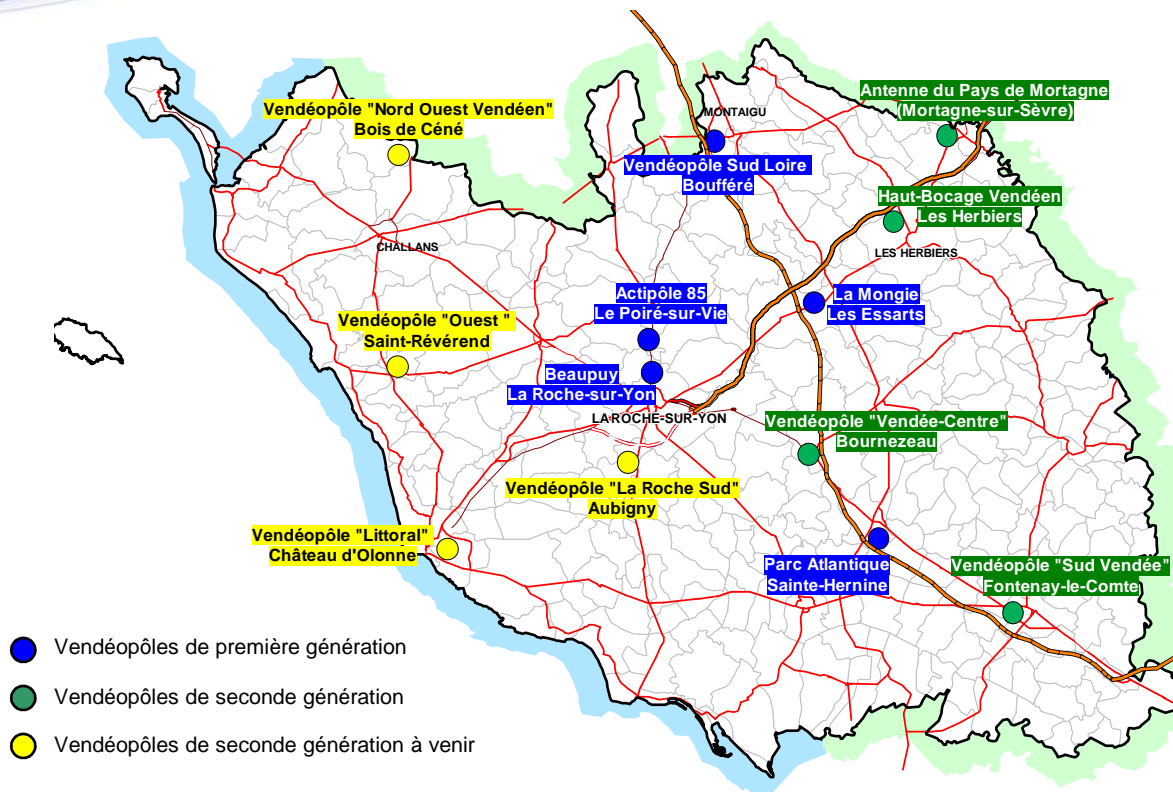 Antenne du Pays de Mortagne
(Mortagne-sur-Sèvre)
Vendéopôle "Nord Ouest Vendéen"
Bois de Céné
MONTAIGU
Vendéopôle Sud Loire
Boufféré
Haut-Bocage Vendéen
Les Herbiers
CHALLANS
LES HERBIERS
Actipôle 85
Le Poiré-sur-Vie
La Mongie
Les Essarts
Vendéopôle "Ouest "
Saint-Révérend
Beaupuy
La Roche-sur-Yon
LA ROCHE-SUR-YON
Vendéopôle "Vendée-Centre"
Bournezeau
Vendéopôle "La Roche Sud"
Aubigny
Vendéopôle "Littoral"
Château d'Olonne
Parc Atlantique
Sainte-Hernine
Vendéopôle "Sud Vendée"
Fontenay-le-Comte
Vendéopôles de première génération
Vendéopôles de seconde génération
Vendéopôles de seconde génération à venir